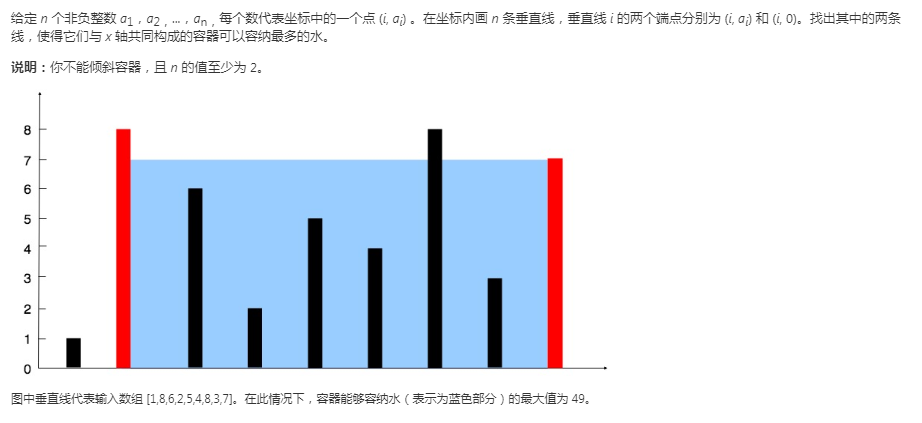 给定 n 个非负整数 a1，a2，...，an，每个数代表坐标中的一个点 (i, ai) 。在坐标内画 n 条垂直线，垂直线 i 的两个端点分别为 (i, ai) 和 (i, 0)。找出其中的两条
线，使得它们与 x 轴共同构成的容器可以容纳最多的水。
说明：你不能倾斜容器，且 n 的值至少为 2。
8
7
6
5
4
3
2
1
0
图中垂直线代表输入数组 [1,8,6,2,5,4,8,3,7]。在此情况下，容器能够容纳水（表示为蓝色部分）的最大值为 49。